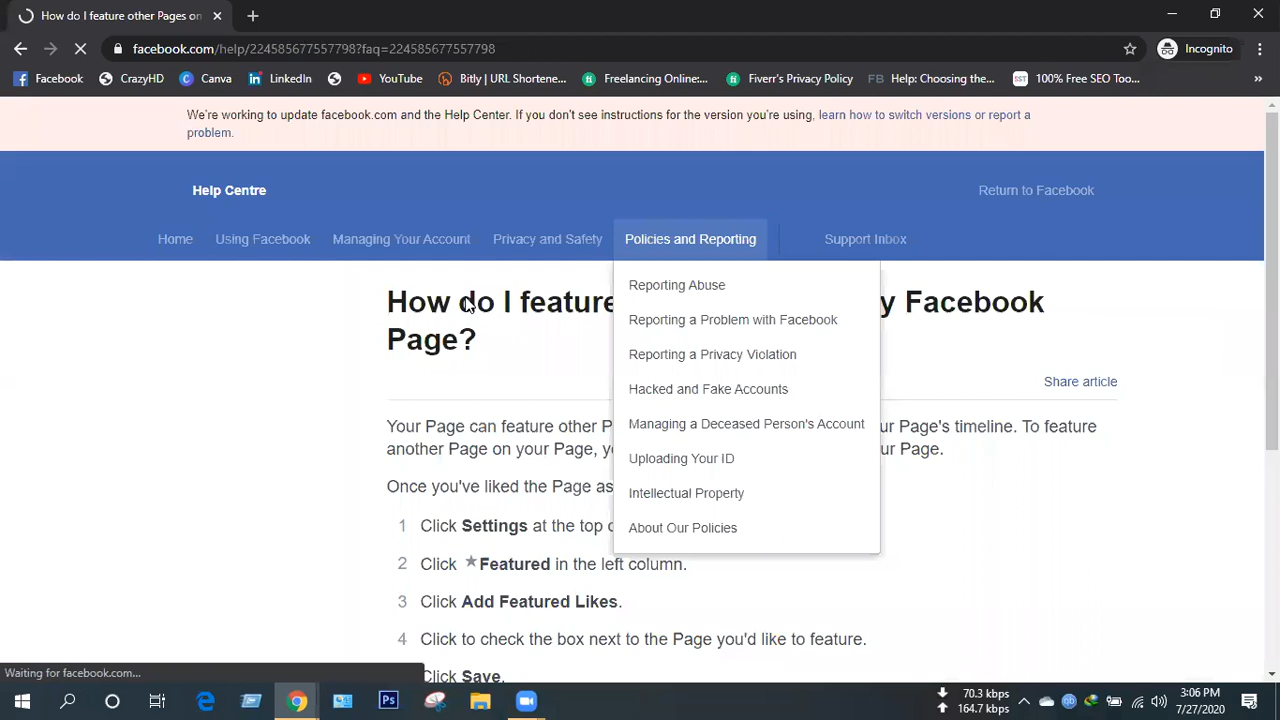 How do I feature other Pages on
facebook.com/help/224585677557798?faq=224585677557798
Incognito
Facebook CrazyHD Canva LinkedIn YouTube Bitly | URL Shortene... Freelancing Online:... Fiverr's Privacy Policy FB Help: Choosing the... SST 100% Free SEO Too... »
We're working to update facebook.com and the Help Center. If you don't see instructions for the version you're using, learn how to switch versions or report a
problem.
Help Centre
Return to Facebook
Home Using Facebook Managing Your Account Privacy and Safety Policies and Reporting Support Inbox
Reporting Abuse
Reporting a Problem with Facebook
Reporting a Privacy Violation
Hacked and Fake Accounts
Managing a Deceased Person's Account
Uploading Your ID
Intellectual Property
About Our Policies
How do I feature y Facebook
Page?
Share article
Your Page can feature other P ur Page's timeline. To feature
another Page on your Page, yo ur Page.
Once you've liked the Page as
1 Click Settings at the top o
2 Click ★Featured in the left column.
3 Click Add Featured Likes.
4 Click to check the box next to the Page you'd like to feature.
Click Save.
Waiting for facebook.com...
Ps
qb
70.3 kbps
164.7 kbps
3:06 PM
7/27/2020